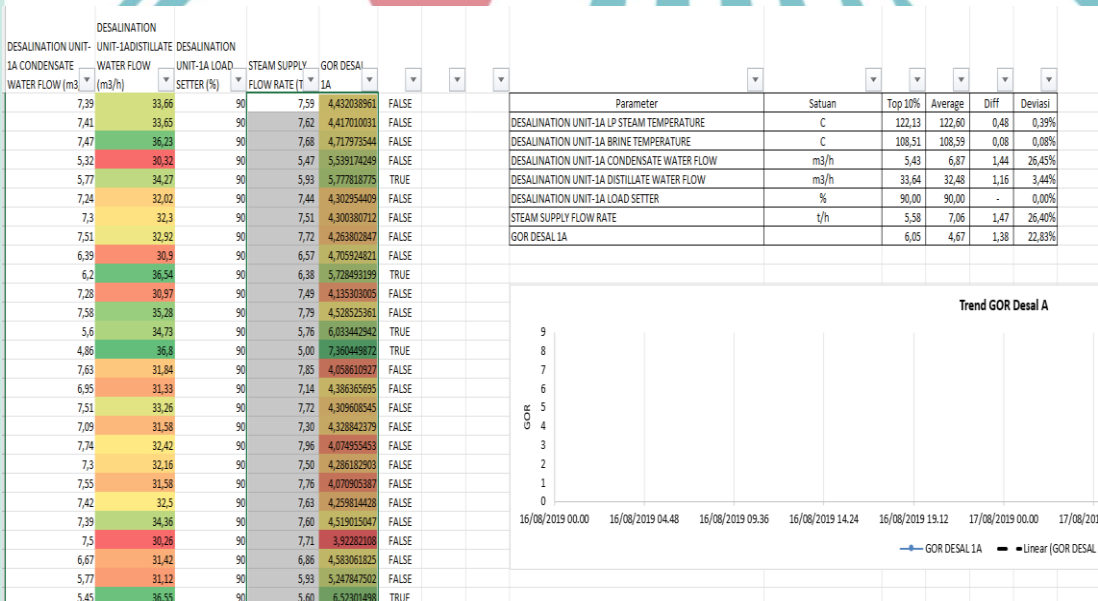 DESALINATION UNIT-1A CONDENSATE WATER FLOW (m3 DESALINATION UNIT-1ADISTILLATE WATER FLOW (m3/h) DESALINATION UNIT-1A LOAD SETTER (%) STEAM SUPPLY FLOW RATE (T GOR DESAL 1A
7,39 33,66 90 7,59 4,432038961 FALSE
7,41 33,65 90 7,62 4,417010031 FALSE
7,47 36,23 90 7,68 4,717973544 FALSE
5,32 30,32 90 5,47 5,539174249 FALSE
5,77 34,27 90 5,93 5,777818775 TRUE
7,24 32,02 90 7,44 4,302954409 FALSE
7,3 32,3 90 7,51 4,300380712 FALSE
7,51 32,92 90 7,72 4,263802847 FALSE
6,39 30,9 90 6,57 4,705924821 FALSE
6,2 36,54 90 6,38 5,728493199 TRUE
7,28 30,97 90 7,49 4,135303005 FALSE
7,58 35,28 90 7,79 4,528525361 FALSE
5,6 34,73 90 5,76 6,033442942 TRUE
4,86 36,8 90 5,00 7,360449872 TRUE
7,63 31,84 90 7,85 4,058610927 FALSE
6,95 31,33 90 7,14 4,386365695 FALSE
7,51 33,26 90 7,72 4,309608545 FALSE
7,09 31,58 90 7,30 4,328842379 FALSE
7,74 32,42 90 7,96 4,074955453 FALSE
7,3 32,16 90 7,50 4,286182903 FALSE
7,55 31,58 90 7,76 4,070905387 FALSE
7,42 32,5 90 7,63 4,259814428 FALSE
7,39 34,36 90 7,60 4,519015047 FALSE
7,5 30,26 90 7,71 3,92282108 FALSE
6,67 31,42 90 6,86 4,583061825 FALSE
5,77 31,12 90 5,93 5,247847502 FALSE
5,45 36,55 90 5,60 6,52301498 TRUE
Parameter Satuan Top 10% Average Diff Deviasi
DESALINATION UNIT-1A LP STEAM TEMPERATURE C 122,13 122,60 0,48 0,39%
DESALINATION UNIT-1A BRINE TEMPERATURE C 108,51 108,59 0,08 0,08%
DESALINATION UNIT-1A CONDENSATE WATER FLOW m3/h 5,43 6,87 1,44 26,45%
DESALINATION UNIT-1A DISTILLATE WATER FLOW m3/h 33,64 32,48 1,16 3,44%
DESALINATION UNIT-1A LOAD SETTER % 90,00 90,00 - 0,00%
STEAM SUPPLY FLOW RATE t/h 5,58 7,06 1,47 26,40%
GOR DESAL 1A 6,05 4,67 1,38 22,83%
Trend GOR Desal A
GOR
9
8
7
6
5
4
3
2
1
0
16/08/2019 00.00 16/08/2019 04.48 16/08/2019 09.36 16/08/2019 14.24 16/08/2019 19.12 17/08/2019 00.00 17/08/201
GOR DESAL 1A Linear (GOR DESAL